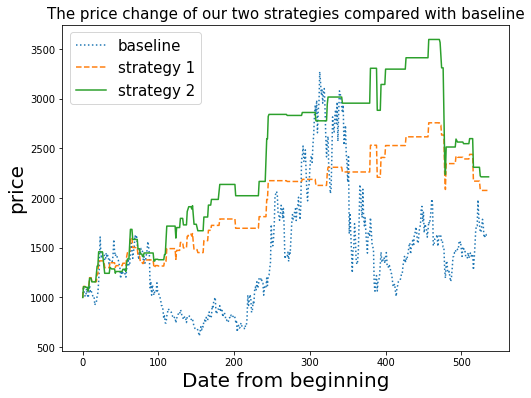 The price change of our two strategies compared with baseline
baseline
strategy 1
strategy 2
price
3500
3000
2500
2000
1500
1000
500
0
100
200
300
400
500
Date from beginning